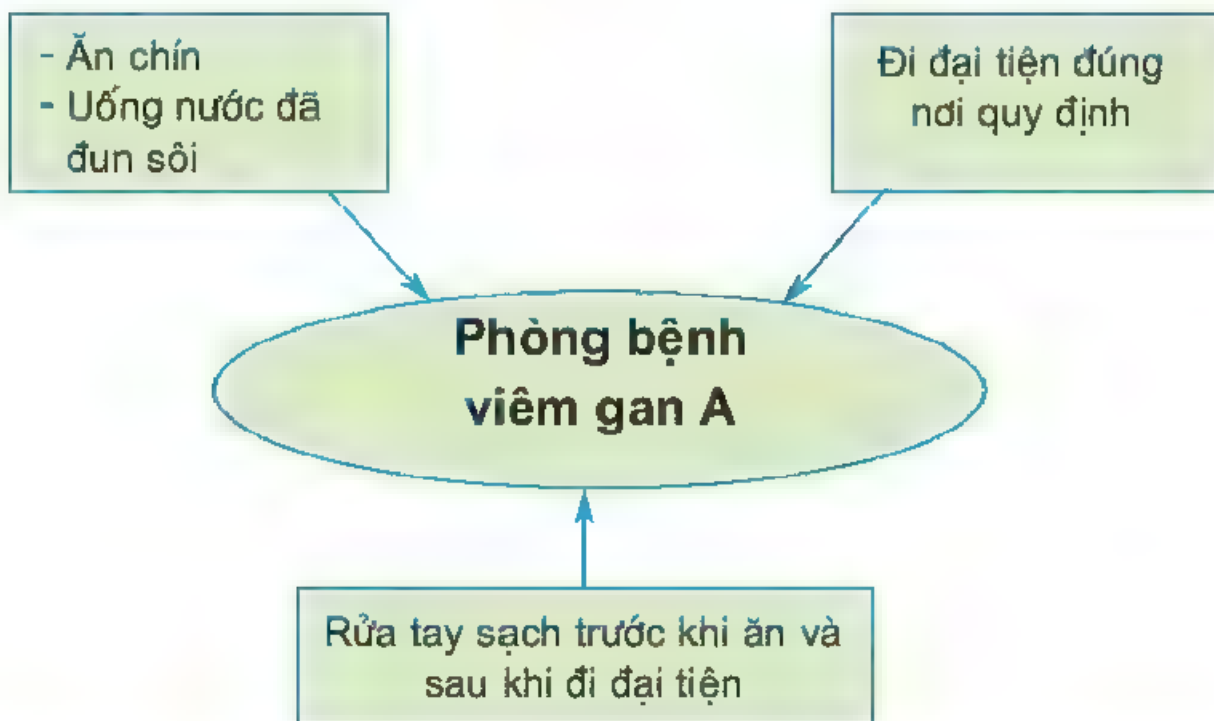 - Ăn chín
- Uống nước đã
đun sôi
Đi đại tiện đúng
nơi quy định
Phòng bệnh
viêm gan A
Rửa tay sạch trước khi ăn và
sau khi đi đại tiện